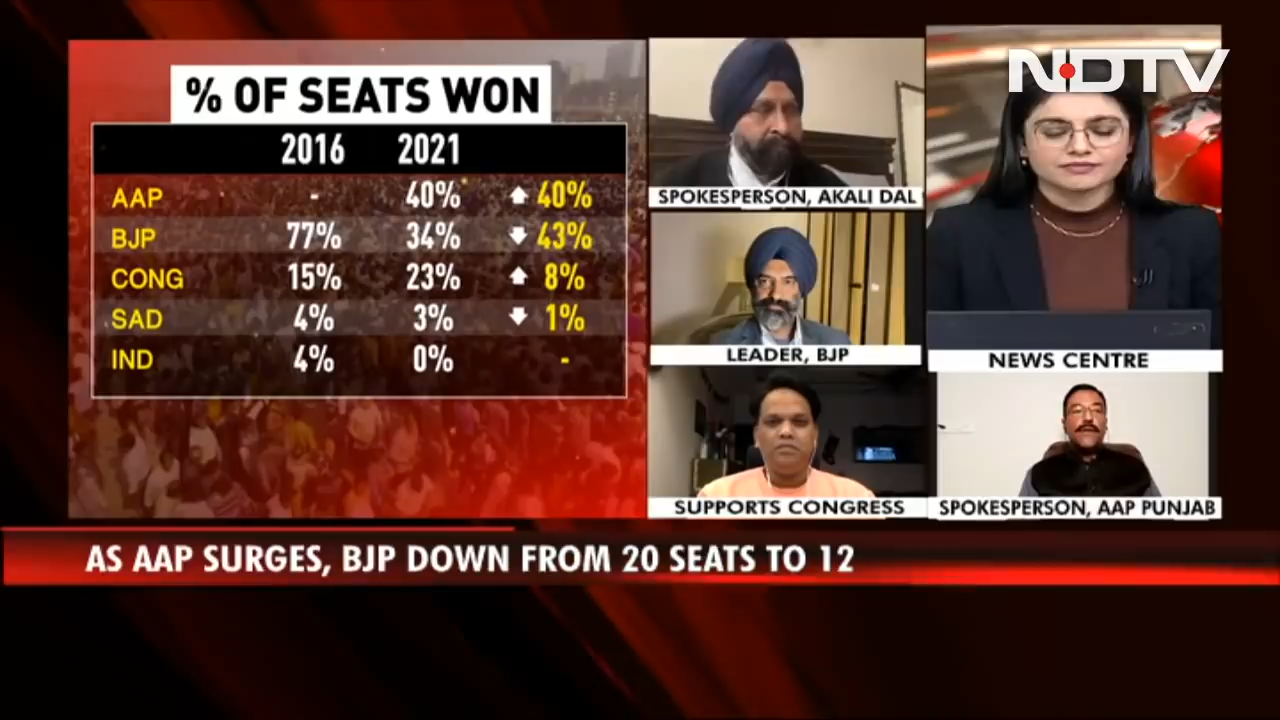 % OF SEATS WON
2016 2021
AAP - 40% 40%
BJP 77% 34% 43%
CONG 15% 23% 8%
SAD 4% 3% 1%
IND 4% 0% -
SPOKESPERSON, AKALI DAL
LEADER, BJP
SUPPORTS CONGRESS
NDTV
NEWS CENTRE
SPOKESPERSON, AAP PUNJAB
AS AAP SURGES, BJP DOWN FROM 20 SEATS TO 12